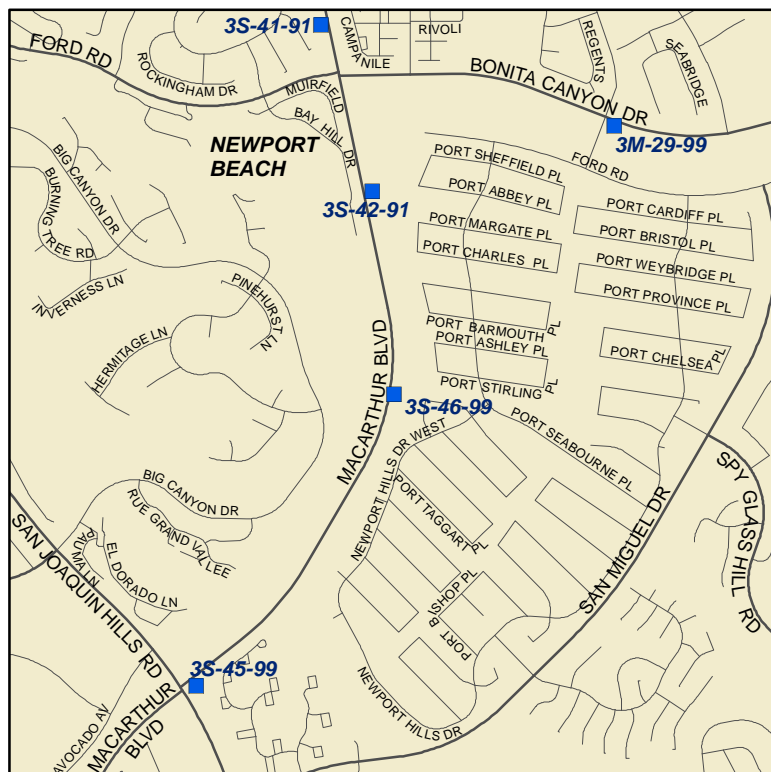 3S-41-91
CAMPANILE
RIVOLI
FORD RD
ROCKINGHAM DR
MUIRFIELD
BAY HILL DR
REGENTS
SEABRIDGE
BONITA CANYON DR
3M-29-99
NEWPORT
BEACH
FORD RD
PORT SHEFFIELD PL
PORT ABBEY PL
BIG CANYON DR
BURNING TREE RD
3S-42-91
PORT CARDIFF PL
PORT MARGATE PL
PORT BRISTOL PL
PORT CHARLES PL
PORT WEYBRIDGE PL
PORT PROVINCE PL
INVERNESS LN
PINEHURST LN
HERMITAGE LN
MACARTHUR BLVD
PORT BARMOUTH PL
PORT ASHLEY PL
PORT CHELSEA PL
PORT STIRLING PL
3S-46-99
NEWPORT HILLS DR WEST
PORT SEABOURNE PL
SPY GLASS HILL RD
BIG CANYON DR
RUE GRAND VALLEE
PORT TAGGART PL
SAN MIGUEL DR
SAN JOAQUIN HILLS RD
PAUMA LN
EL DORADO LN
PORT BISHOP PL
3S-45-99
MACARTHUR
BLVD
AVOCADO AV
NEWPORT HILLS DR